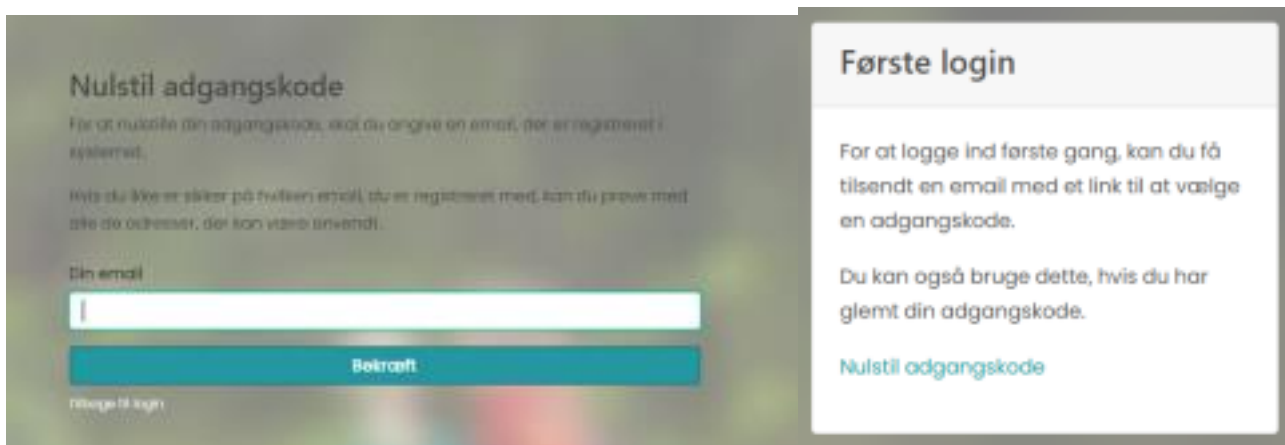 Nulstil adgangskode
For at nulstille din adgangskode, skal du angive en email, der er registreret i
systemet.
Hvis du ikke er sikker på hvilken email, du er registreret med, kan du prøve med
alle de adresser, der kan være anvendt.
Din email
Bekræft
Tilbage til login
Første login
For at logge ind første gang, kan du få
tilsendt en email med et link til at vælge
en adgangskode.
Du kan også bruge dette, hvis du har
glemt din adgangskode.
Nulstil adgangskode